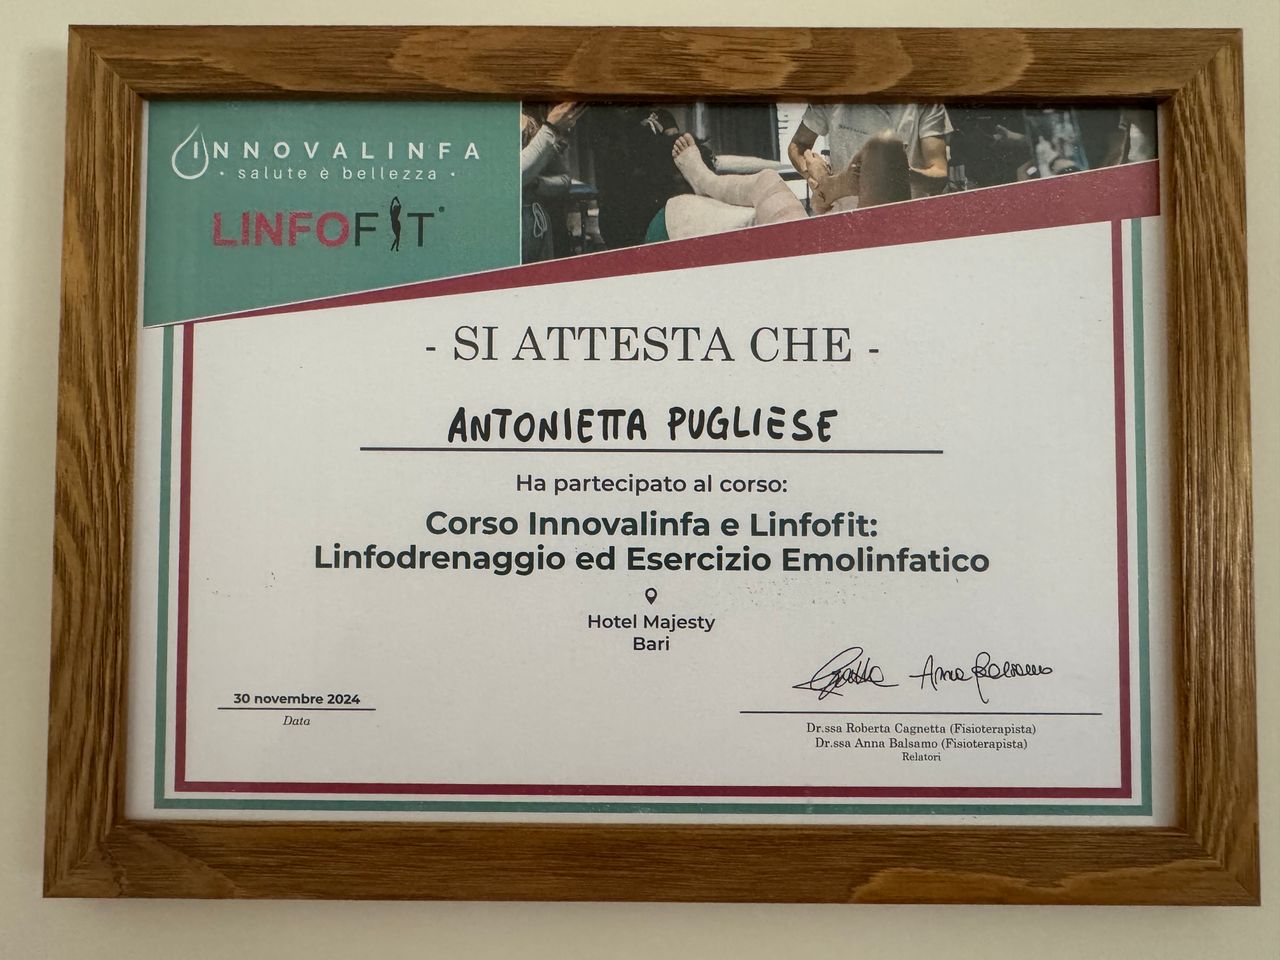 INNOVALINFA
• salute è bellezza •
LINFOFIT
- SI ATTESTA CHE -
ANTONIETTA PUGLIESE
Ha partecipato al corso:
Corso Innovalinfa e Linfofit:
Linfodrenaggio ed Esercizio Emolinfatico
Hotel Majesty
Bari
30 novembre 2024
Data
Anna Balsamo
Dr.ssa Roberta Cagnetta (Fisioterapista)
Dr.ssa Anna Balsamo (Fisioterapista)
Relatori